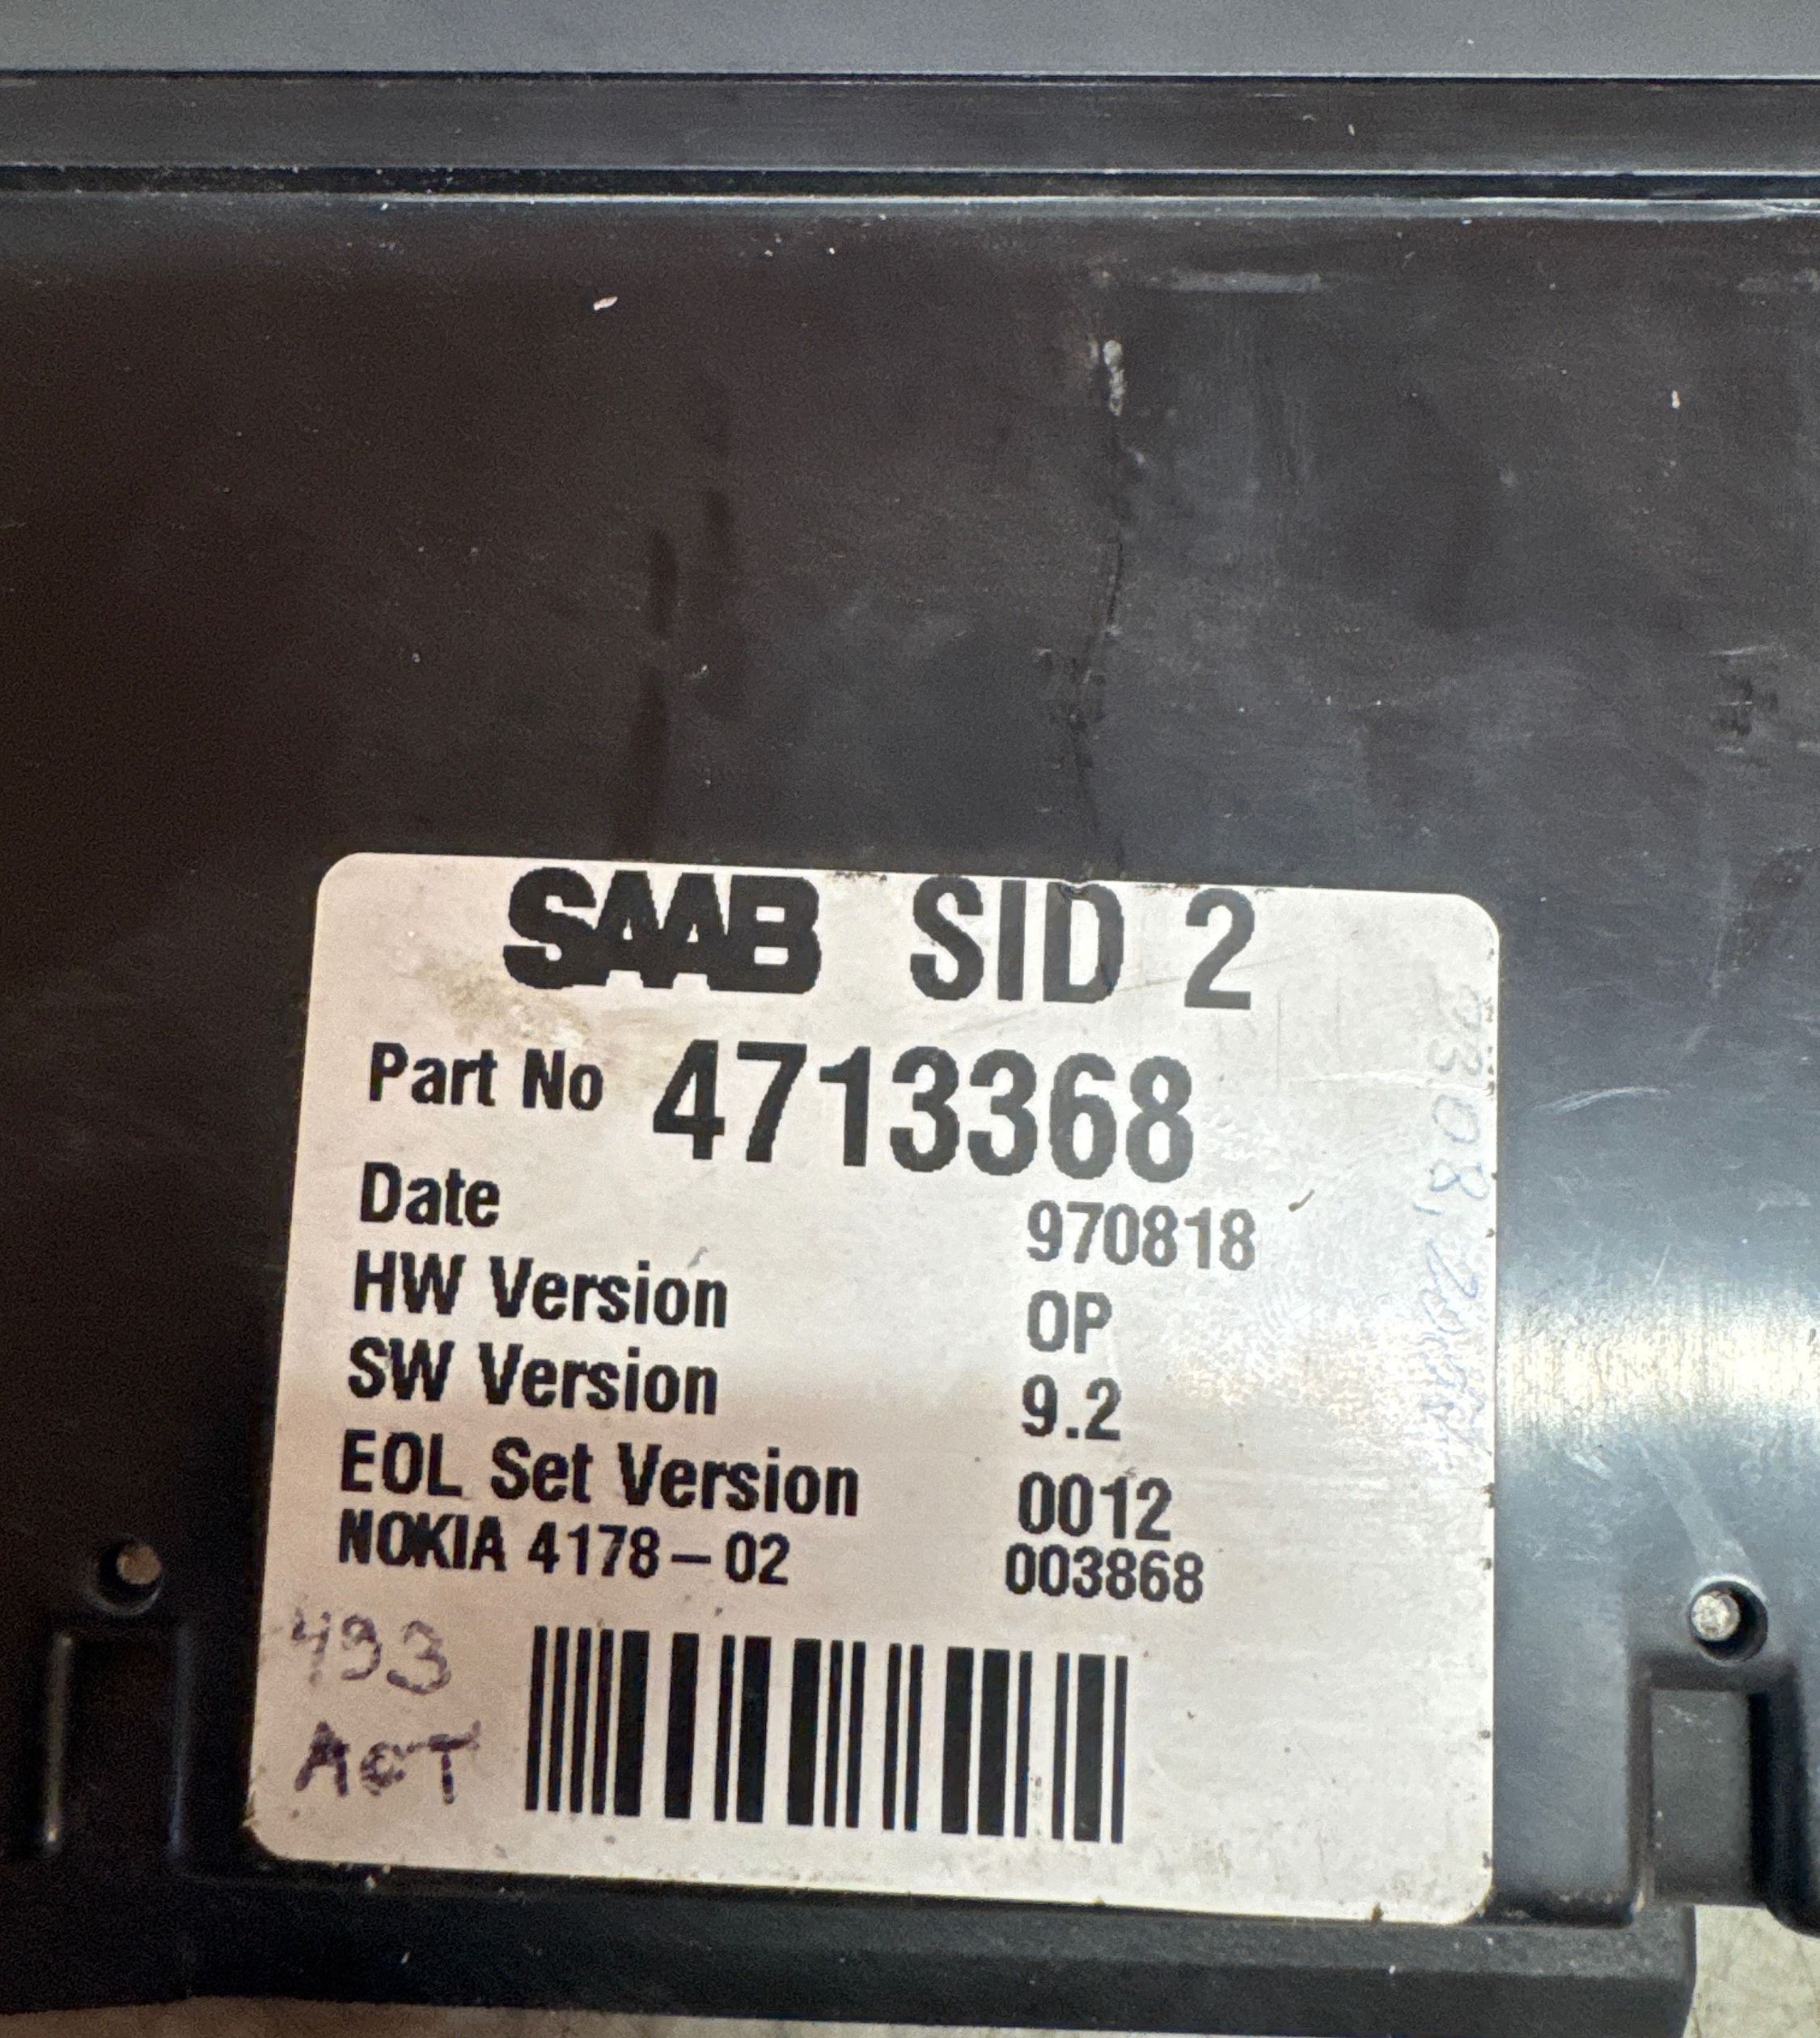 SAAB SID 2
Part No 4713368
Date 970818
HW Version OP
SW Version 9.2
EOL Set Version 0012
NOKIA 4178-02 003868
493
ACT